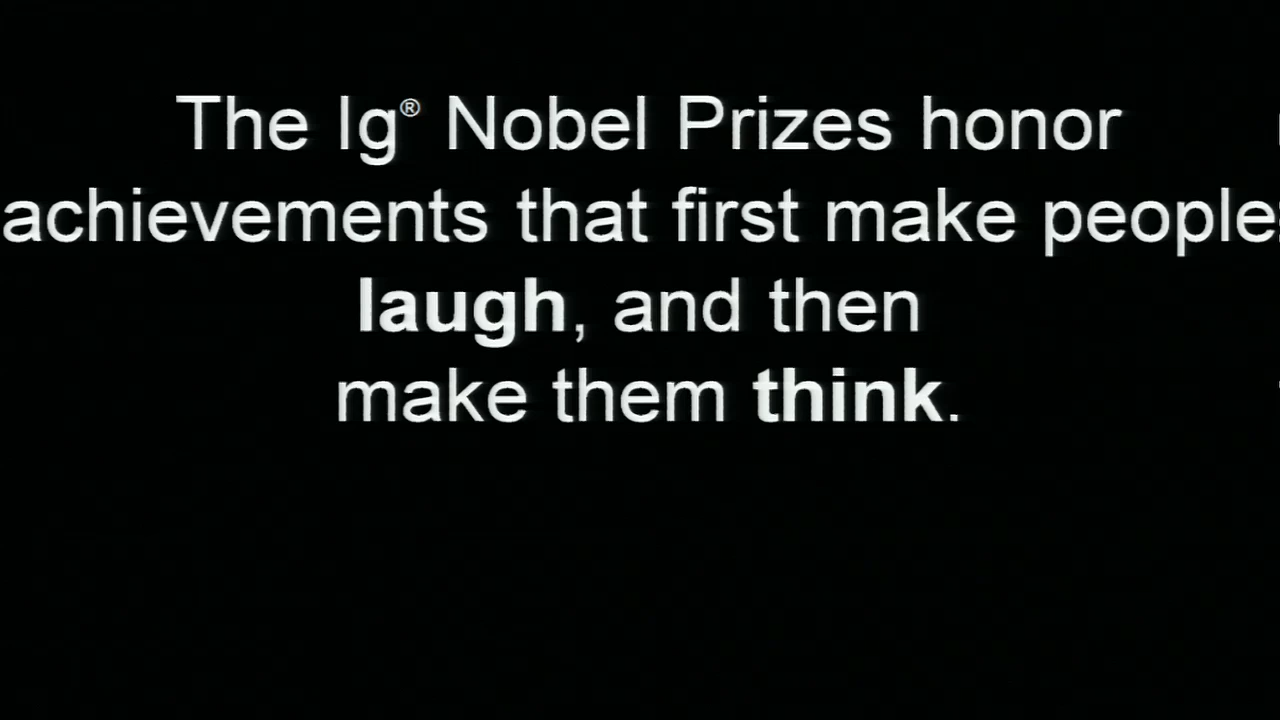 The Ig® Nobel Prizes honor
achievements that first make people
laugh, and then
make them think.